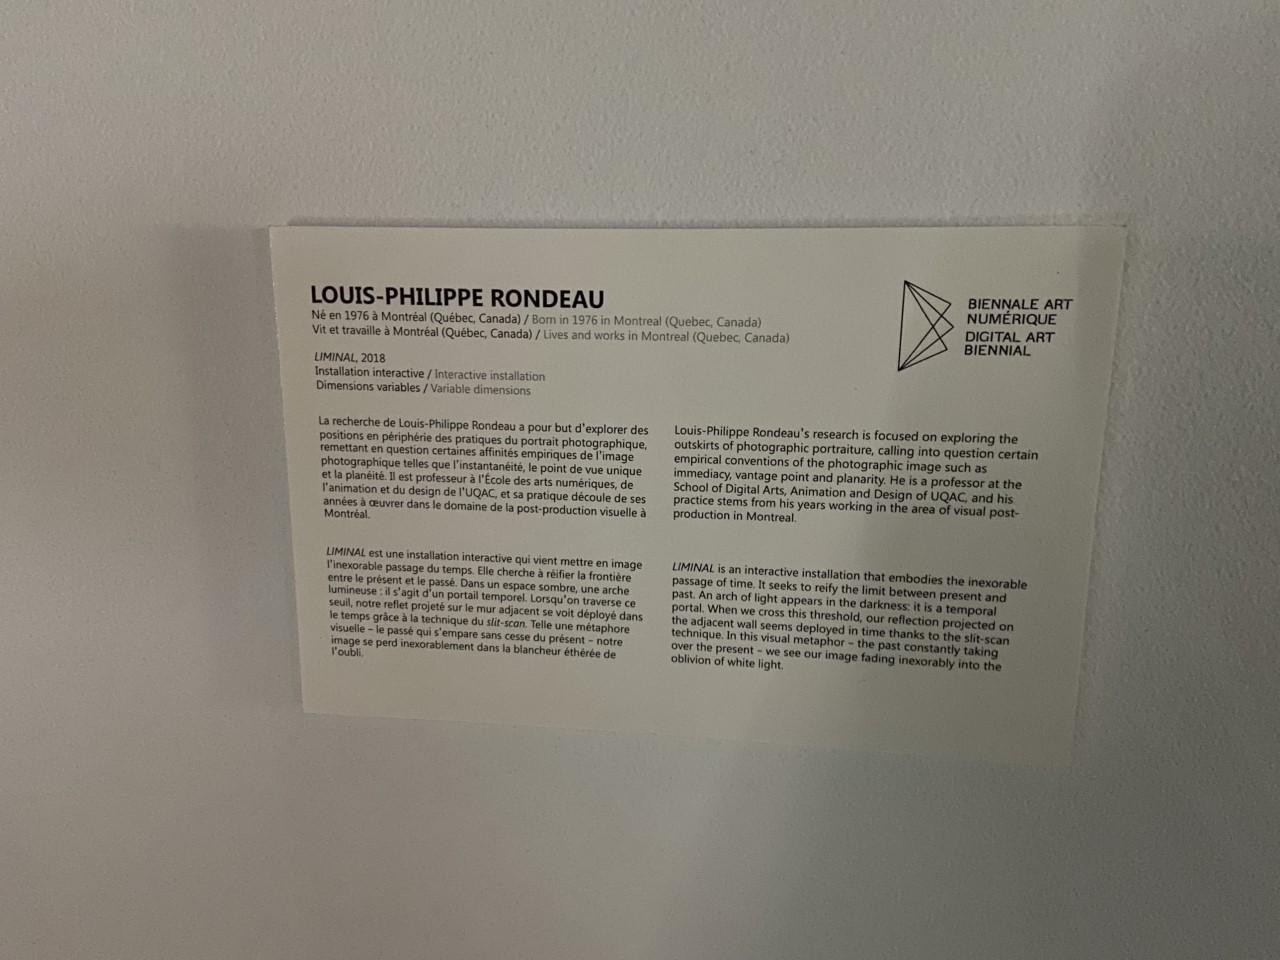 LOUIS-PHILIPPE RONDEAU
Né en 1976 à Montréal (Québec, Canada) / Born in 1976 in Montreal (Quebec, Canada)
Vit et travaille à Montréal (Québec, Canada) / Lives and works in Montreal (Quebec, Canada)
BIENNALE ART
NUMÉRIQUE
DIGITAL ART
BIENNIAL
LIMINAL, 2018
Installation interactive / Interactive installation
Dimensions variables / Variable dimensions
La recherche de Louis-Philippe Rondeau a pour but d'explorer des
positions en périphérie des pratiques du portrait photographique,
remettant en question certaines affinités empiriques de l'image
photographique telles que l'instantanéité, le point de vue unique
et la planéité. Il est professeur à l'École des arts numériques, de
l'animation et du design de l'UQAC, et sa pratique découle de ses
années à œuvrer dans le domaine de la post-production visuelle à
Montréal.
LIMINAL est une installation interactive qui vient mettre en image
l'inexorable passage du temps. Elle cherche à réifier la frontière
entre le présent et le passé. Dans un espace sombre, une arche
lumineuse : il s'agit d'un portail temporel. Lorsqu'on traverse ce
seuil, notre reflet projeté sur le mur adjacent se voit déployé dans
le temps grâce à la technique du slit-scan. Telle une métaphore
visuelle – le passé qui s'empare sans cesse du présent – notre
image se perd inexorablement dans la blancheur éthérée de
l'oubli.
Louis-Philippe Rondeau's research is focused on exploring the
outskirts of photographic portraiture, calling into question certain
empirical conventions of the photographic image such as
immediacy, vantage point and planarity. He is a professor at the
School of Digital Arts, Animation and Design of UQAC, and his
practice stems from his years working in the area of visual post-
production in Montreal.
LIMINAL is an interactive installation that embodies the inexorable
passage of time. It seeks to reify the limit between present and
past. An arch of light appears in the darkness: it is a temporal
portal. When we cross this threshold, our reflection projected on
the adjacent wall seems deployed in time thanks to the slit-scan
technique. In this visual metaphor – the past constantly taking
over the present – we see our image fading inexorably into the
oblivion of white light.